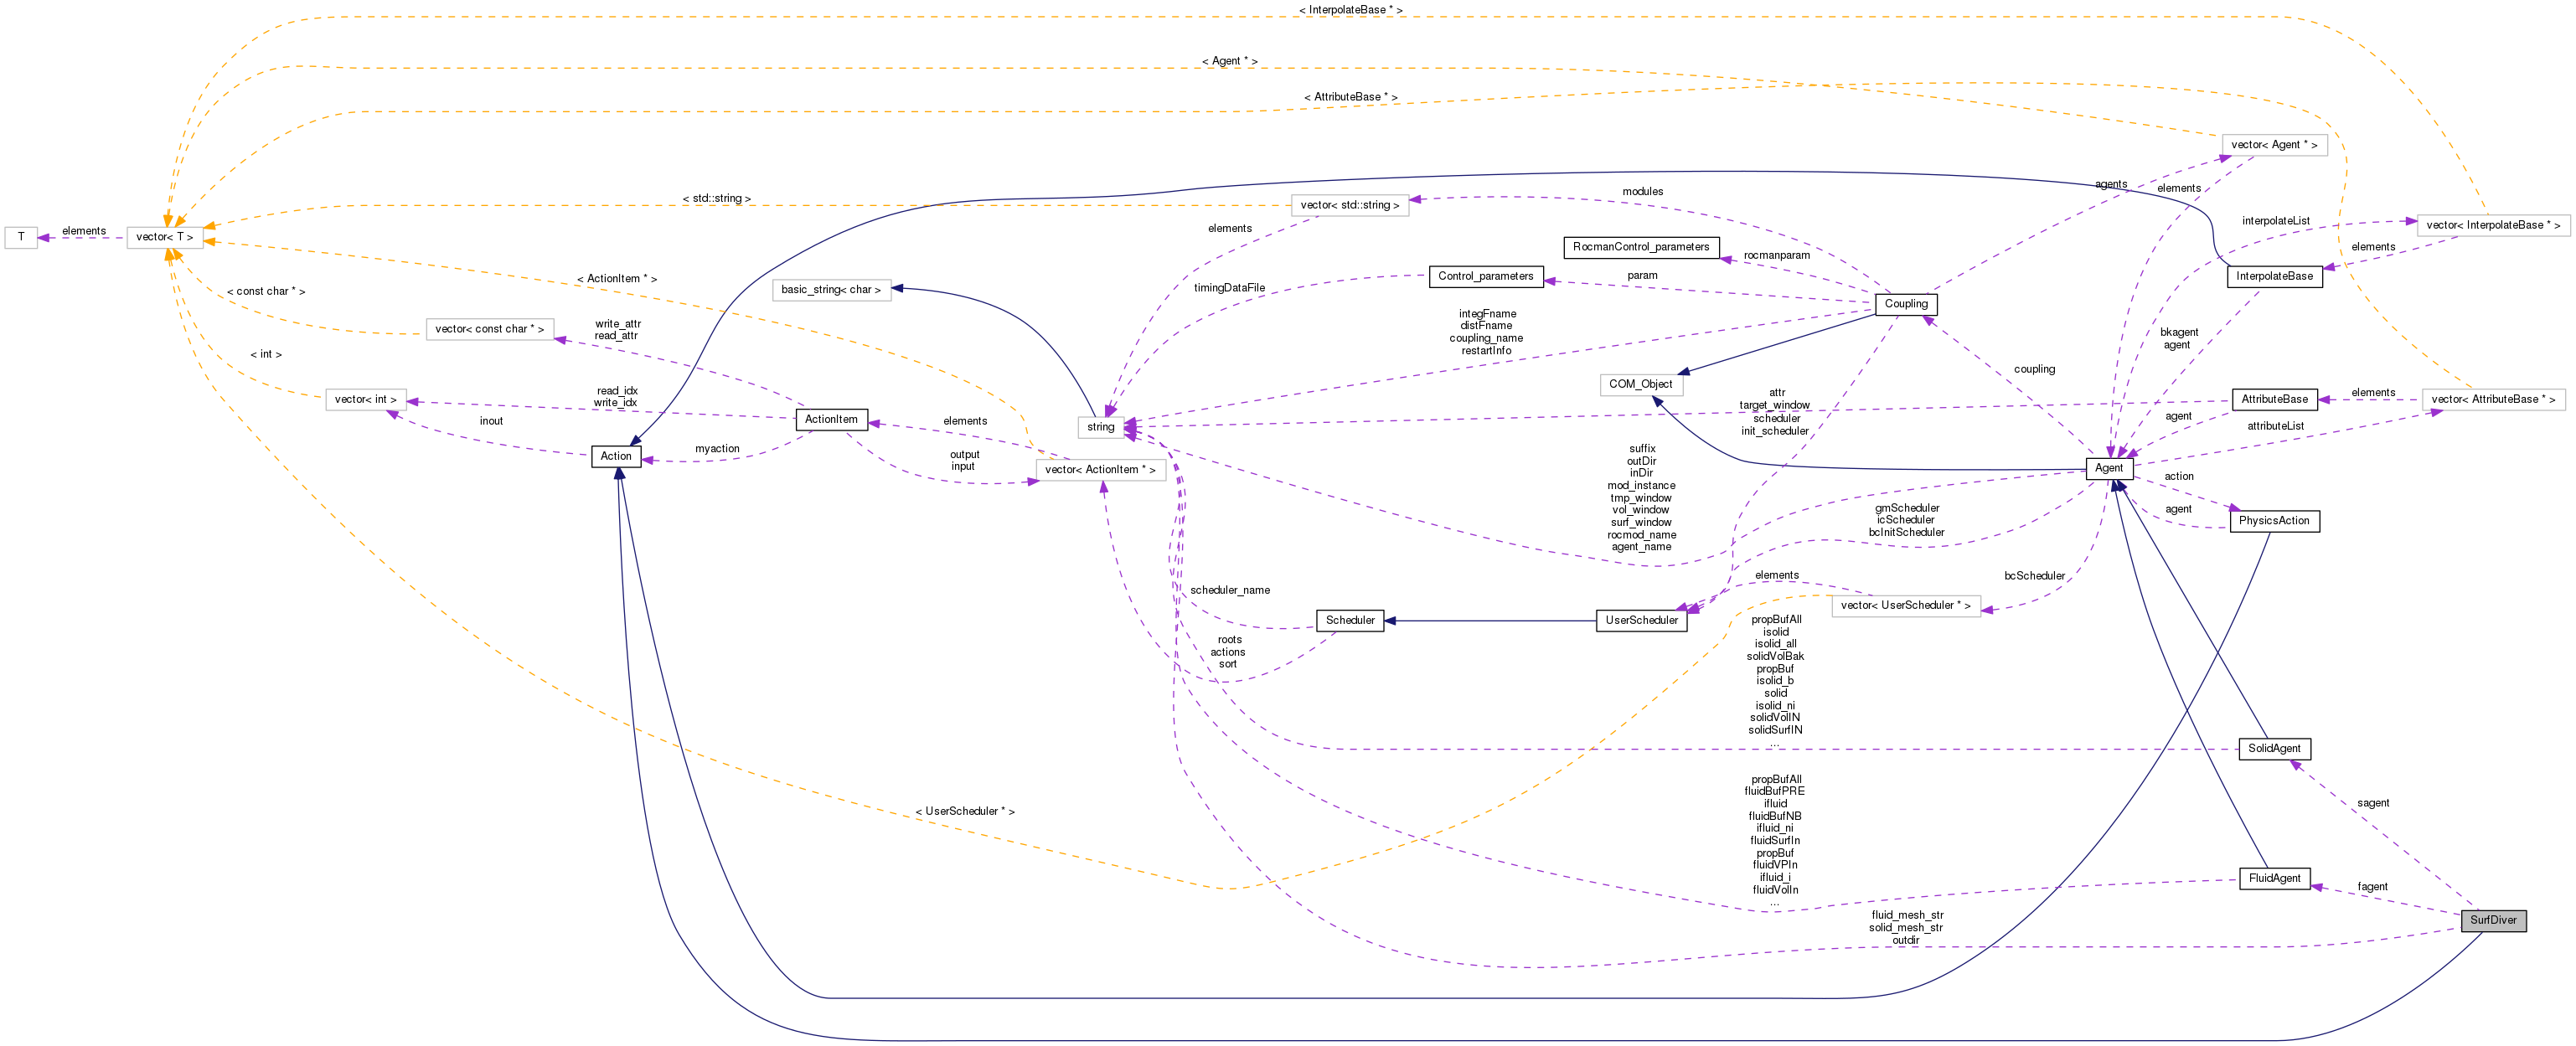 < InterpolateBase * >
< Agent * >
< AttributeBase * >
vector< Agent * >
agents
elements
modules
< std::string >
vector< std::string >
interpolateList
vector< InterpolateBase * >
T
elements
vector< T >
elements
RocmanControl_parameters
rocmanparam
elements
< ActionItem * >
Control_parameters
param
InterpolateBase
basic_string< char >
timingDataFile
< const char * >
Coupling
integFname
distFname
coupling_name
restartInfo
vector< const char * >
write_attr
read_attr
bkagent
agent
< int >
coupling
COM_Object
vector< int >
read_idx
write_idx
attr
target_window
scheduler
init_scheduler
AttributeBase
elements
vector< AttributeBase * >
inout
ActionItem
elements
string
agent
attributeList
Action
myaction
output
input
vector< ActionItem * >
suffix
outDir
inDir
mod_instance
tmp_window
vol_window
surf_window
rocmod_name
agent_name
Agent
action
gmScheduler
icScheduler
bcInitScheduler
agent
PhysicsAction
scheduler_name
elements
bcScheduler
vector< UserScheduler * >
Scheduler
UserScheduler
roots
actions
sort
propBufAll
isolid
isolid_all
solidVolBak
propBuf
isolid_b
solid
isolid_ni
solidVolIN
solidSurfIN
...
SolidAgent
< UserScheduler * >
propBufAll
fluidBufPRE
ifluid
fluidBufNB
ifluid_ni
fluidSurfIn
propBuf
fluidVPIn
ifluid_i
fluidVolIn
...
sagent
FluidAgent
fagent
SurfDiver
fluid_mesh_str
solid_mesh_str
outdir